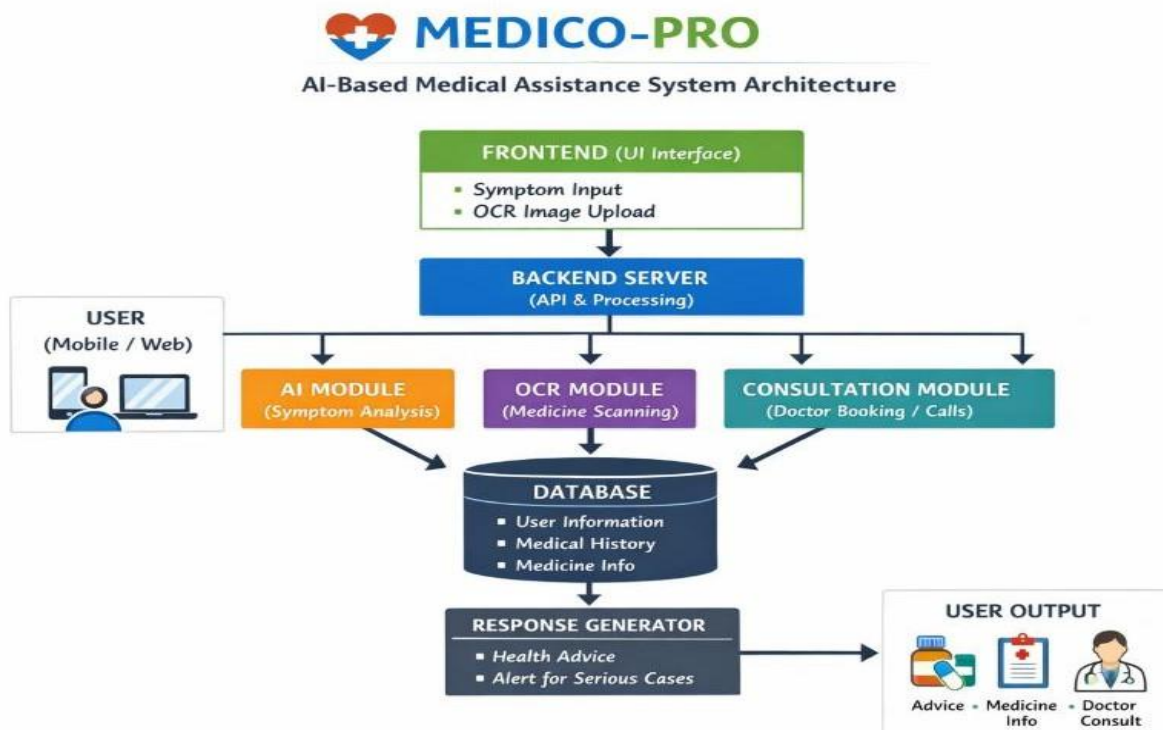 MEDICO-PRO
AI-Based Medical Assistance System Architecture
FRONTEND (UI Interface)
▪ Symptom Input
▪ OCR Image Upload
BACKEND SERVER
(API & Processing)
USER
(Mobile / Web)
AI MODULE
(Symptom Analysis)
OCR MODULE
(Medicine Scanning)
CONSULTATION MODULE
(Doctor Booking / Calls)
DATABASE
▪ User Information
▪ Medical History
▪ Medicine Info
RESPONSE GENERATOR
▪ Health Advice
▪ Alert for Serious Cases
USER OUTPUT
Advice • Medicine • Doctor
Info Consult